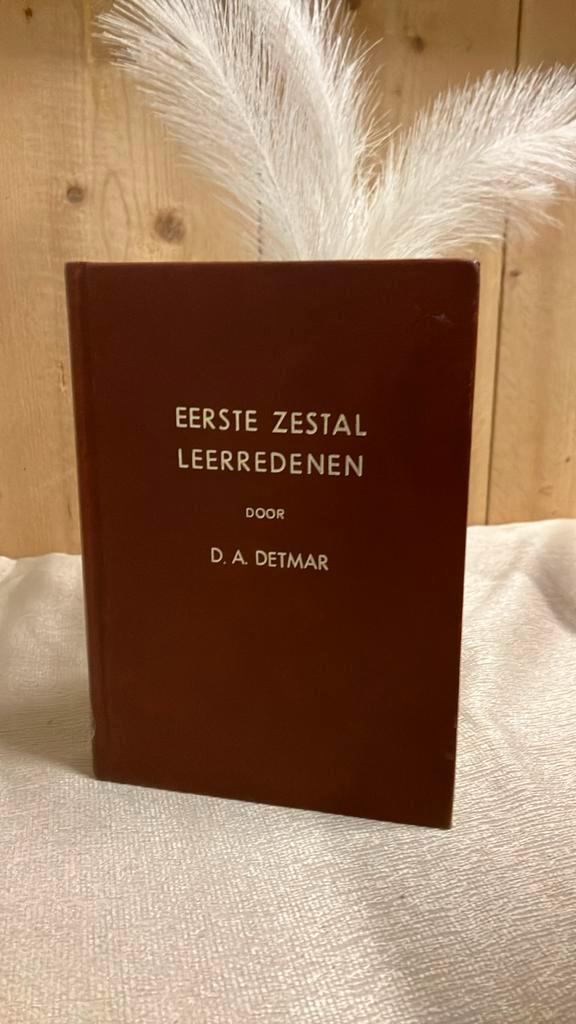 EERSTE ZESTAL
LEERREDENEN
DOOR
D. A. DETMAR